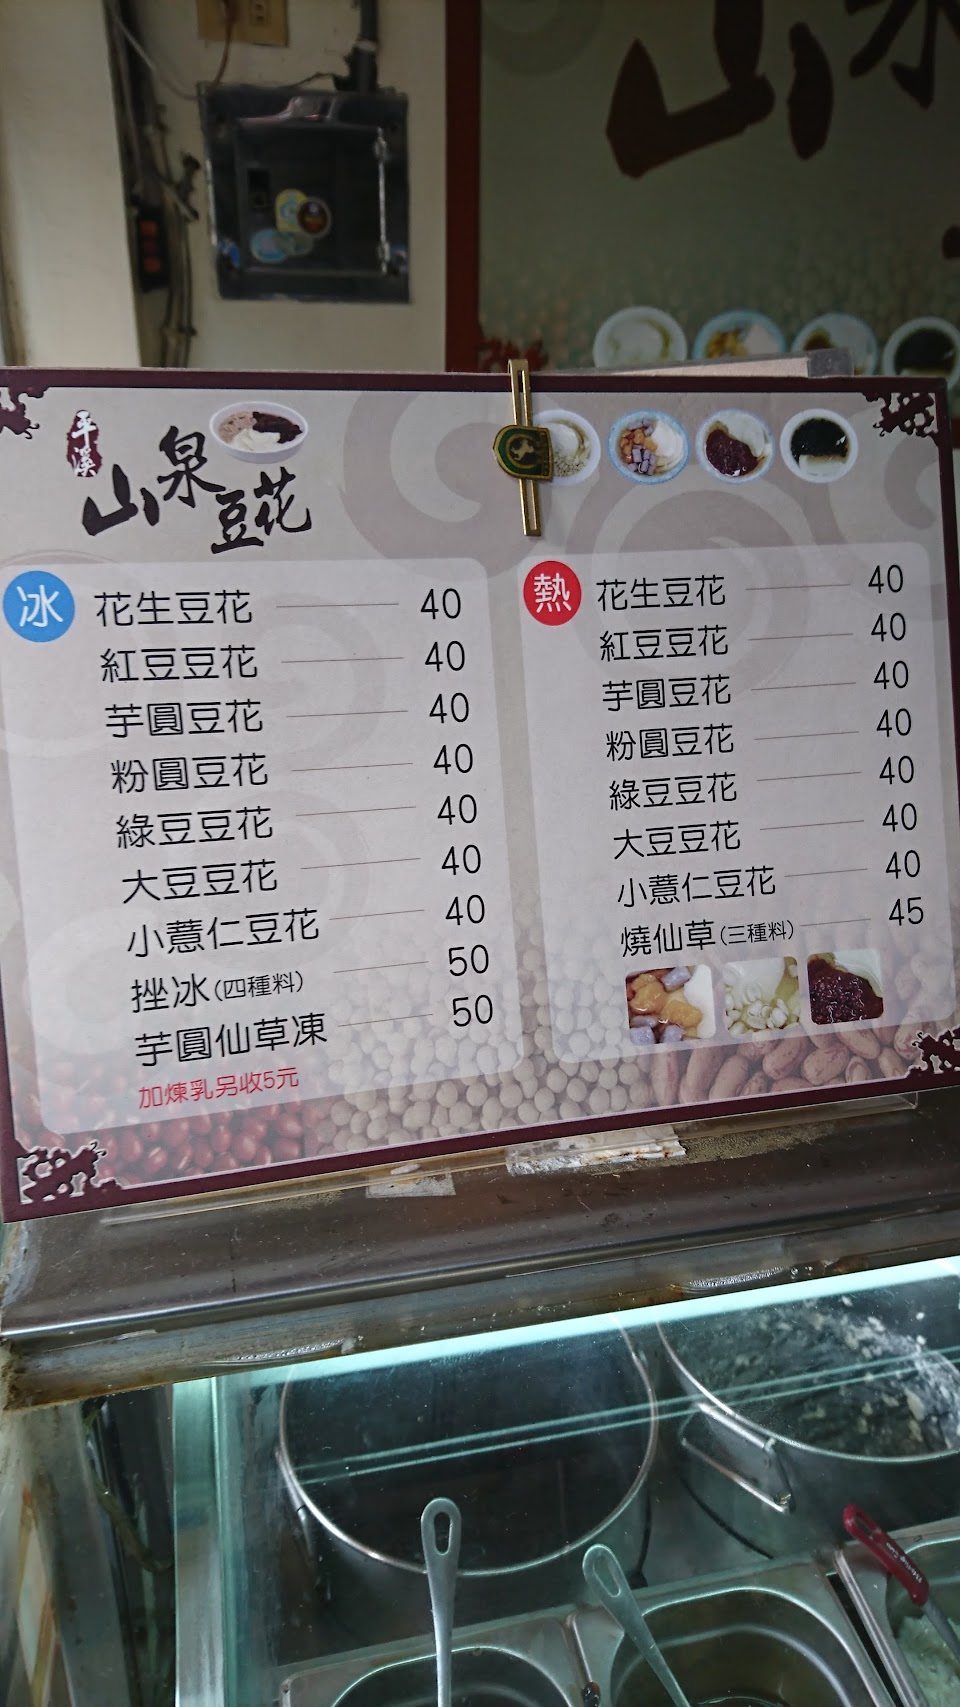 山泉
平溪
山泉豆花
冰
花生豆花 40
紅豆豆花 40
芋圓豆花 40
粉圓豆花 40
綠豆豆花 40
大豆豆花 40
小薏仁豆花 40
挫冰(四種料) 50
芋圓仙草凍 50
加煉乳另收5元
熱
花生豆花 40
紅豆豆花 40
芋圓豆花 40
粉圓豆花 40
綠豆豆花 40
大豆豆花 40
小薏仁豆花 40
燒仙草(三種料) 45